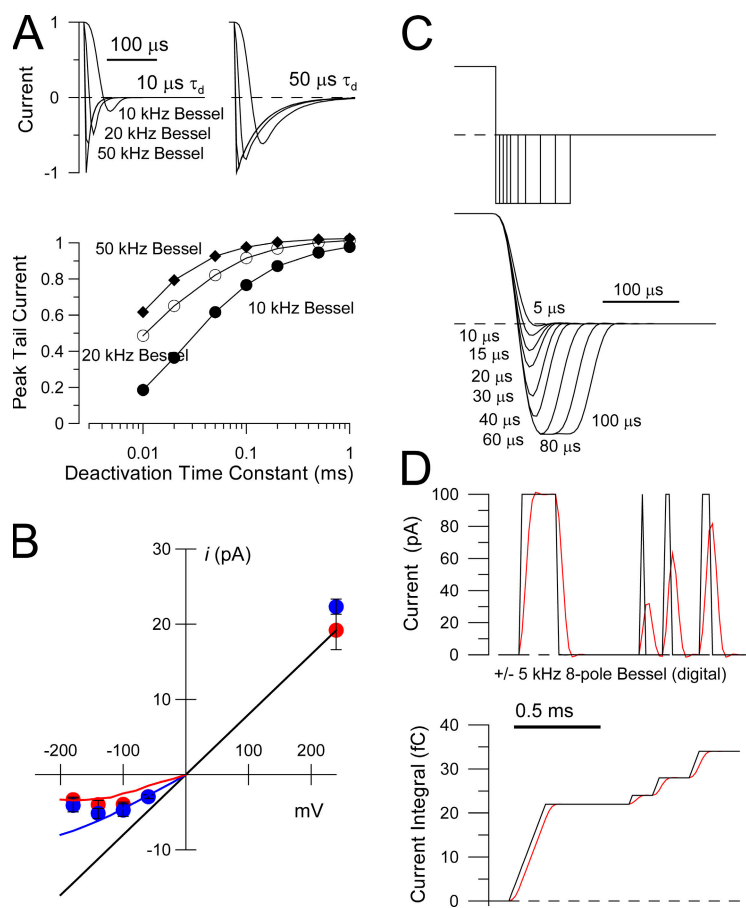 A
1
0
-1
Current
100 µs
10 µs τd
50 µs τd
10 kHz Bessel
20 kHz Bessel
50 kHz Bessel
1
0.8
0.6
0.4
0.2
0
Peak Tail Current
50 kHz Bessel
10 kHz Bessel
20 kHz Bessel
0.01
0.1
1
Deactivation Time Constant (ms)
B
30
20
10
-10
i (pA)
-200
-100
100
200
mV
C
100 µs
5 µs
10 µs
15 µs
20 µs
30 µs
40 µs
60 µs
80 µs
100 µs
D
100
80
60
40
20
0
Current (pA)
+/- 5 kHz 8-pole Bessel (digital)
0.5 ms
40
30
20
10
0
Current Integral (fC)